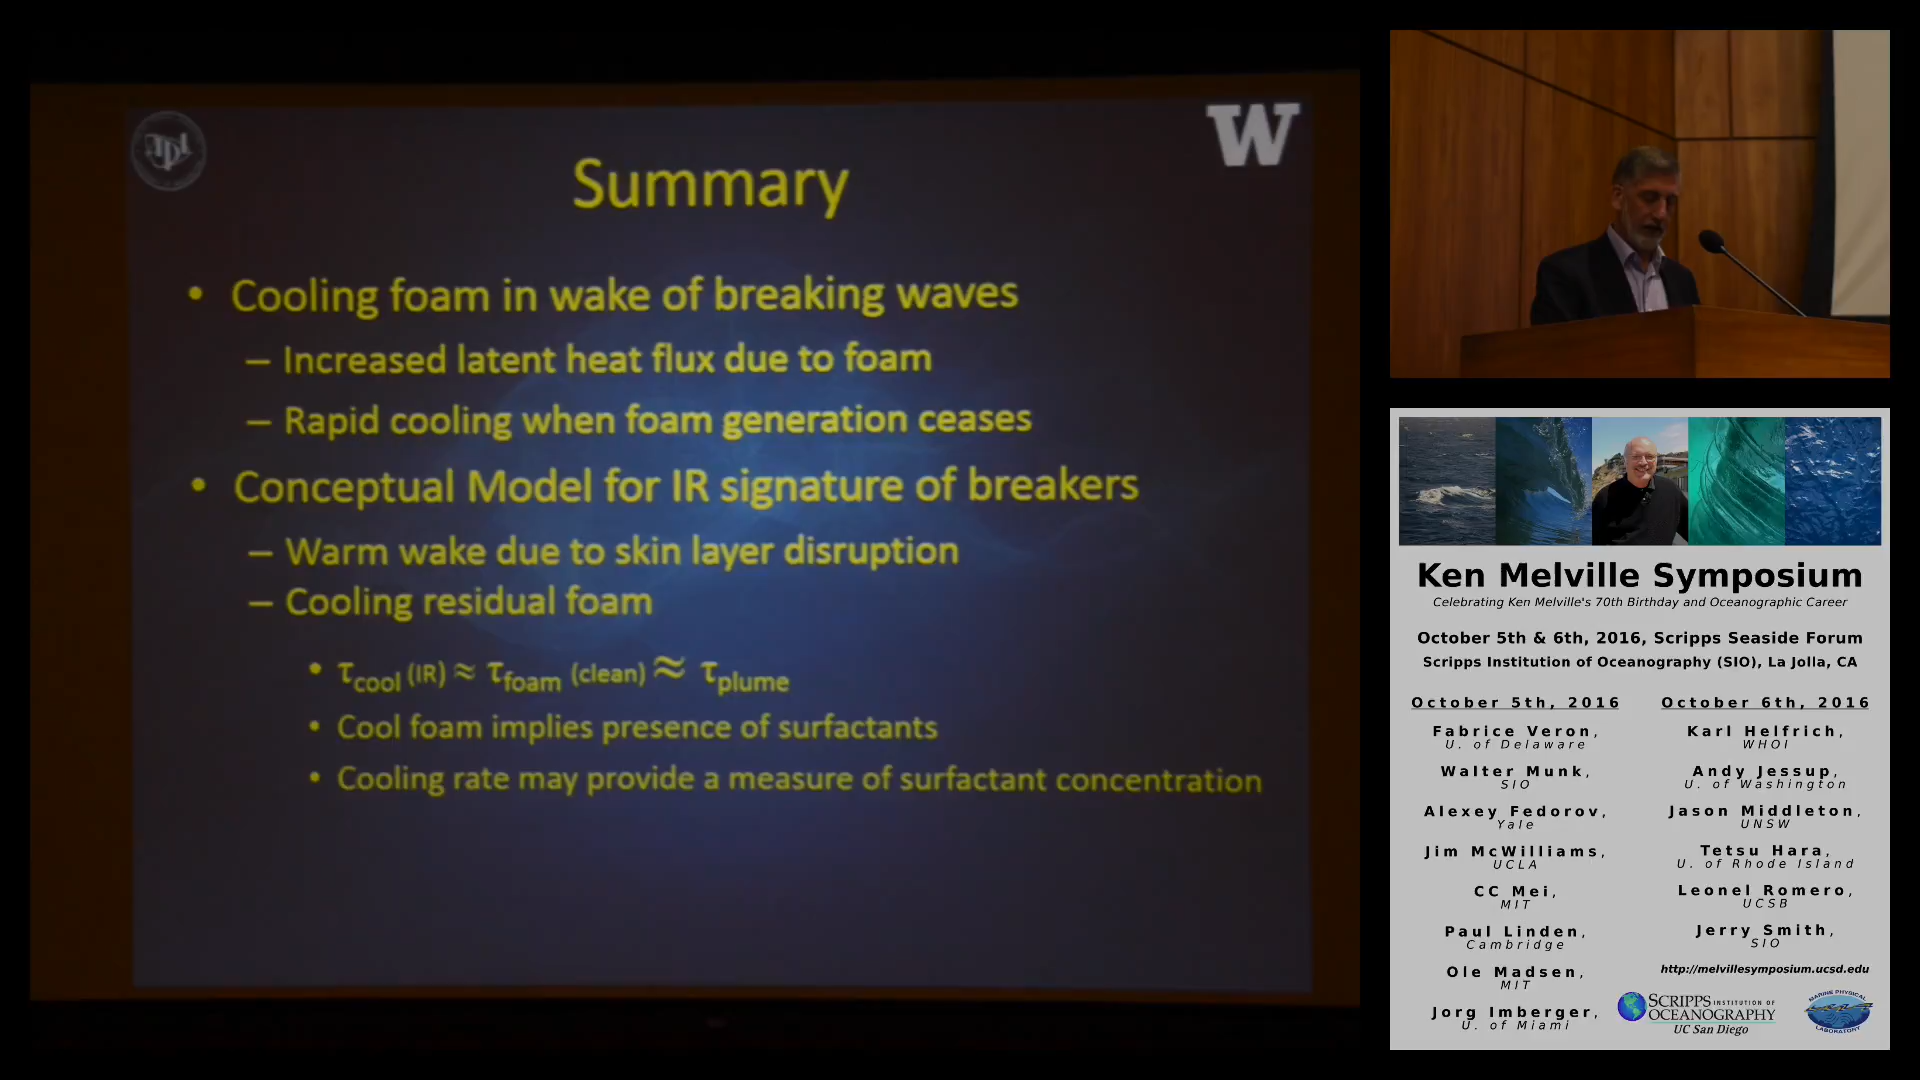 APL
W
Summary
• Cooling foam in wake of breaking waves
– Increased latent heat flux due to foam
– Rapid cooling when foam generation ceases
• Conceptual Model for IR signature of breakers
– Warm wake due to skin layer disruption
– Cooling residual foam
• τcool (IR) ≈ τfoam (clean) ≈ τplume
• Cool foam implies presence of surfactants
• Cooling rate may provide a measure of surfactant concentration
Ken Melville Symposium
Celebrating Ken Melville's 70th Birthday and Oceanographic Career
October 5th & 6th, 2016, Scripps Seaside Forum
Scripps Institution of Oceanography (SIO), La Jolla, CA
October 5th, 2016
Fabrice Veron,
U. of Delaware
Walter Munk,
SIO
Alexey Fedorov,
Yale
Jim McWilliams,
UCLA
CC Mei,
MIT
Paul Linden,
Cambridge
Ole Madsen,
MIT
Jorg Imberger,
U. of Miami
October 6th, 2016
Karl Helfrich,
WHOI
Andy Jessup,
U. of Washington
Jason Middleton,
UNSW
Tetsu Hara,
U. of Rhode Island
Leonel Romero,
UCSB
Jerry Smith,
SIO
http://melvillesymposium.ucsd.edu
SCRIPPS INSTITUTION OF
OCEANOGRAPHY
UC San Diego
MARINE PHYSICAL
LABORATORY